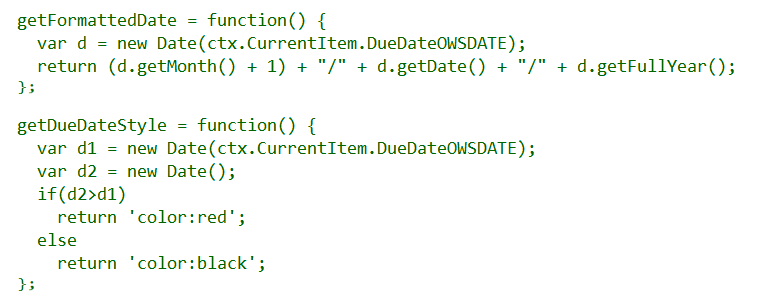 getFormattedDate = function() {
  var d = new Date(ctx.CurrentItem.DueDateOWSDATE);
  return (d.getMonth() + 1) + "/" + d.getDate() + "/" + d.getFullYear();
};
getDueDateStyle = function() {
  var d1 = new Date(ctx.CurrentItem.DueDateOWSDATE);
  var d2 = new Date();
  if(d2>d1)
    return 'color:red';
  else
    return 'color:black';
};